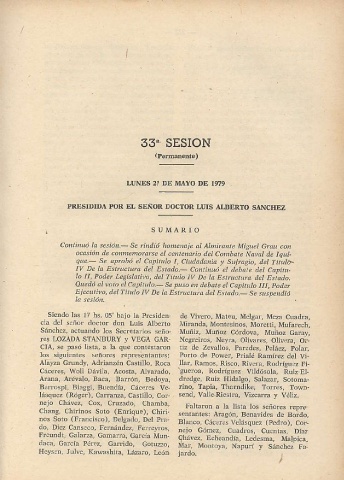 33ª SESION
(Permanente)
LUNES 2? DE MAYO DE 1979
PRESIDIDA POR EL SEÑOR DOCTOR LUIS ALBERTO SANCHEZ
SUMARIO
Continuó la sesión.— Se rindió homenaje al Almirante Miguel Grau con
ocasión de conmemorarse el centenario del Combate Naval de Iqui-
que.— Se aprobó el Capítulo I, Ciudadanía y Sufragio, del Título
IV De la Estructura del Estado.— Continuó el debate del Capítu-
lo II, Poder Legislativo, del Título IV De la Estructura del Estado.
Quedó al voto el Capítulo.— Se puso en debate el Capítulo III, Poder
Ejecutivo, del Título IV De la Estructura del Estado.— Se suspendió
la sesión.
Siendo las 17 hs. 05' bajo la Presiden-
cia del señor doctor don Luis Alberto
Sánchez, actuando los Secretarios seño-
res LOZADA STANBURY y VEGA GAR-
CIA, se pasó lista, a la que contestaron
los siguientes señores representantes:
Alayza Grundy, Adrianzén Castillo, Roca
Cáceres, Woll Dávila, Acosta, Alvarado,
Arana, Arévalo, Baca, Barrón, Bedoya,
Berrospi, Biaggi, Buendía, Cáceres Ve-
lásquez (Róger), Carranza, Castillo, Cor-
nejo Chávez, Cox, Cruzado, Chamba,
Chang, Chirinos Soto (Enrique), Chiri-
nos Soto (Francisco), Delgado, Del Pra-
do, Díez Canseco, Fernández, Ferreyros,
Freundt, Galarza, Gamarra, García Mun-
daca, García Pérez, Garrido, Gotuzzo,
Heysen, Julve, Kawashita, Lázaro, León
de Vivero, Mateu, Melgar, Meza Cuadra,
Miranda, Montesinos, Moretti, Mufarech,
Muñiz, Muñoz Córdova, Muñoz Garay,
Negreiros, Neyra, Olivares, Olivera, Or-
tiz de Zevallos, Paredes, Peláez, Polar,
Porto de Power, Prialé Ramírez del Vi-
llar, Ramos, Risco, Rivera, Rodríguez Fi-
gueroa, Rodríguez Vildósola, Ruiz El-
dredge, Ruiz Hidalgo, Salazar, Sotoma-
rino, Tapia, Thorndike, Torres, Town-
send, Valle Riestra, Vizcarra y Véliz.
Faltaron a la lista los señores repre-
sentantes: Aragón, Benavides de Bordo,
Blanco, Cáceres Velásquez (Pedro), Cor-
nejo Gómez, Cuadros, Cuentas, Díaz
Chávez, Echeandía, Ledesma, Malpica,
Mar, Montoya, Napurí y Sánchez Fa-
jardo.